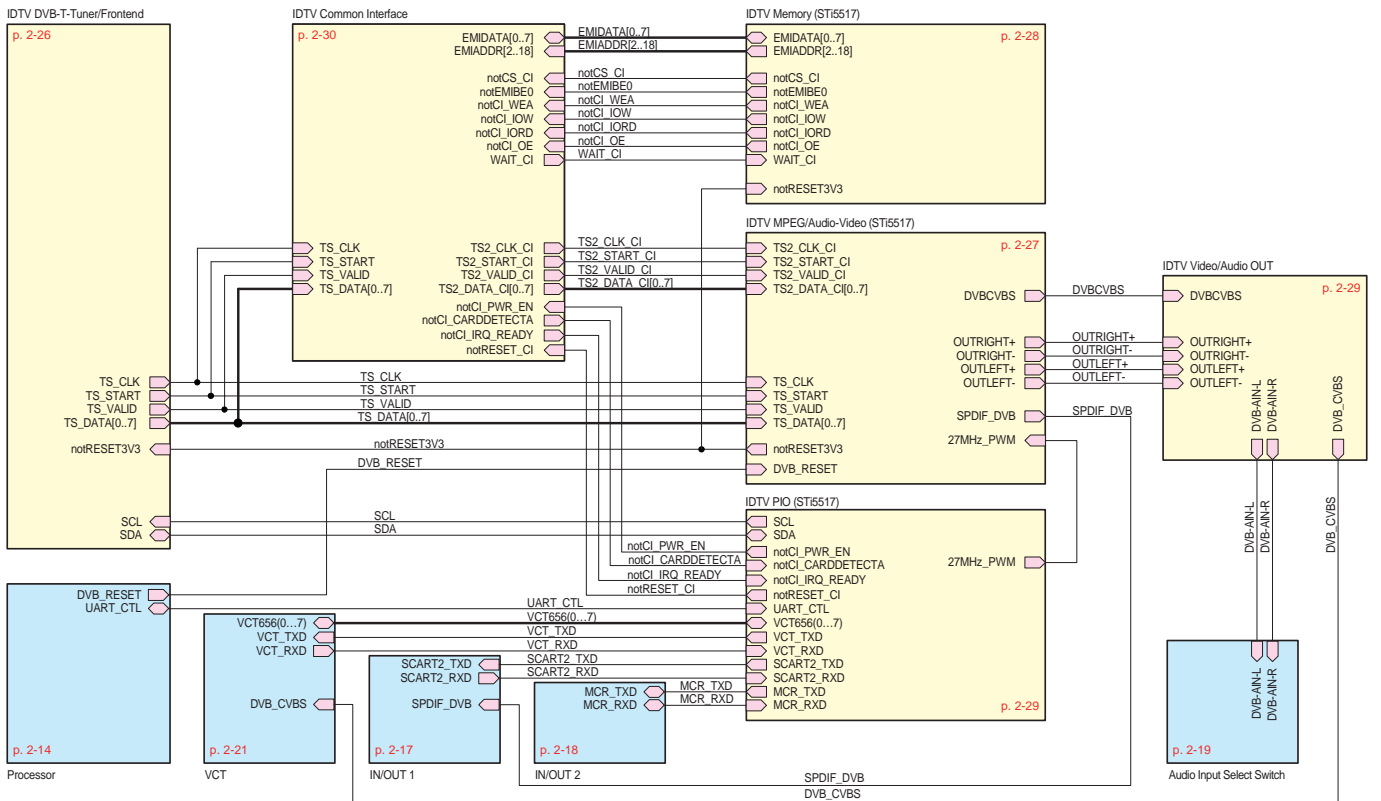 IDTV DVB-T-Tuner/Frontend
p. 2-26
TS_CLK
TS_START
TS_VALID
TS_DATA[0..7]
notRESET3V3
SCL
SDA
IDTV Common Interface
p. 2-30
EMIDATA[0..7]
EMIADDR[2..18]
notCS_CI
notEMIBE0
notCI_WEA
notCI_IOW
notCI_IORD
notCI_OE
WAIT_CI
TS_CLK
TS_START
TS_VALID
TS_DATA[0..7]
TS2_CLK_CI
TS2_START_CI
TS2_VALID_CI
TS2_DATA_CI[0..7]
notCI_PWR_EN
notCI_CARDDETECTA
notCI_IRQ_READY
notRESET_CI
EMIDATA[0..7]
EMIADDR[2..18]
notCS_CI
notEMIBE0
notCI_WEA
notCI_IOW
notCI_IORD
notCI_OE
WAIT_CI
TS2_CLK_CI
TS2_START_CI
TS2_VALID_CI
TS2_DATA_CI[0..7]
TS_CLK
TS_START
TS_VALID
TS_DATA[0..7]
notRESET3V3
DVB_RESET
SCL
SDA
notCI_PWR_EN
notCI_CARDDETECTA
notCI_IRQ_READY
notRESET_CI
UART_CTL
VCT656(0...7)
VCT_TXD
VCT_RXD
SCART2_TXD
SCART2_RXD
MCR_TXD
MCR_RXD
IDTV Memory (STi5517)
p. 2-28
EMIDATA[0..7]
EMIADDR[2..18]
notCS_CI
notEMIBE0
notCI_WEA
notCI_IOW
notCI_IORD
notCI_OE
WAIT_CI
notRESET3V3
IDTV MPEG/Audio-Video (STi5517)
p. 2-27
TS2_CLK_CI
TS2_START_CI
TS2_VALID_CI
TS2_DATA_CI[0..7]
DVBCVBS
OUTRIGHT+
OUTRIGHT-
OUTLEFT+
OUTLEFT-
TS_CLK
TS_START
TS_VALID
TS_DATA[0..7]
SPDIF_DVB
notRESET3V3
27MHz_PWM
DVB_RESET
IDTV PIO (STi5517)
SCL
SDA
notCI_PWR_EN
notCI_CARDDETECTA
27MHz_PWM
notCI_IRQ_READY
notRESET_CI
UART_CTL
VCT656(0...7)
VCT_TXD
VCT_RXD
SCART2_TXD
SCART2_RXD
MCR_TXD
MCR_RXD
p. 2-29
DVBCVBS
OUTRIGHT+
OUTRIGHT-
OUTLEFT+
OUTLEFT-
SPDIF_DVB
IDTV Video/Audio OUT
p. 2-29
DVBCVBS
OUTRIGHT+
OUTRIGHT-
OUTLEFT+
OUTLEFT-
DVB-AIN-L
DVB-AIN-R
DVB_CVBS
DVB-AIN-L
DVB-AIN-R
DVB_CVBS
DVB_RESET
UART_CTL
p. 2-14
Processor
VCT656(0...7)
VCT_TXD
VCT_RXD
DVB_CVBS
p. 2-21
VCT
SCART2_TXD
SCART2_RXD
SPDIF_DVB
p. 2-17
IN/OUT 1
MCR_TXD
MCR_RXD
p. 2-18
IN/OUT 2
DVB-AIN-L
DVB-AIN-R
p. 2-19
Audio Input Select Switch
SPDIF_DVB
DVB_CVBS